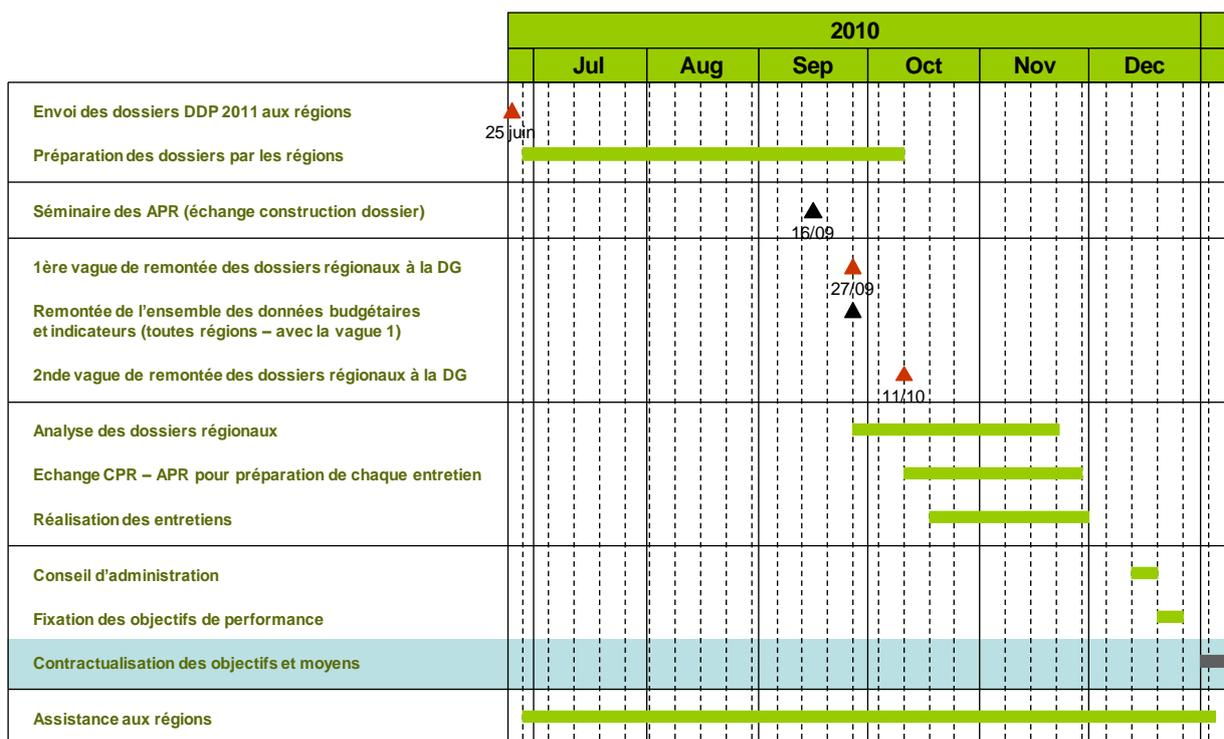 2010
Jul Aug Sep Oct Nov Dec
Envoi des dossiers DDP 2011 aux régions
25 juin
Préparation des dossiers par les régions
Séminaire des APR (échange construction dossier)
16/09
1ère vague de remontée des dossiers régionaux à la DG
27/09
Remontée de l’ensemble des données budgétaires
et indicateurs (toutes régions – avec la vague 1)
2nde vague de remontée des dossiers régionaux à la DG
11/10
Analyse des dossiers régionaux
Echange CPR – APR pour préparation de chaque entretien
Réalisation des entretiens
Conseil d’administration
Fixation des objectifs de performance
Contractualisation des objectifs et moyens
Assistance aux régions